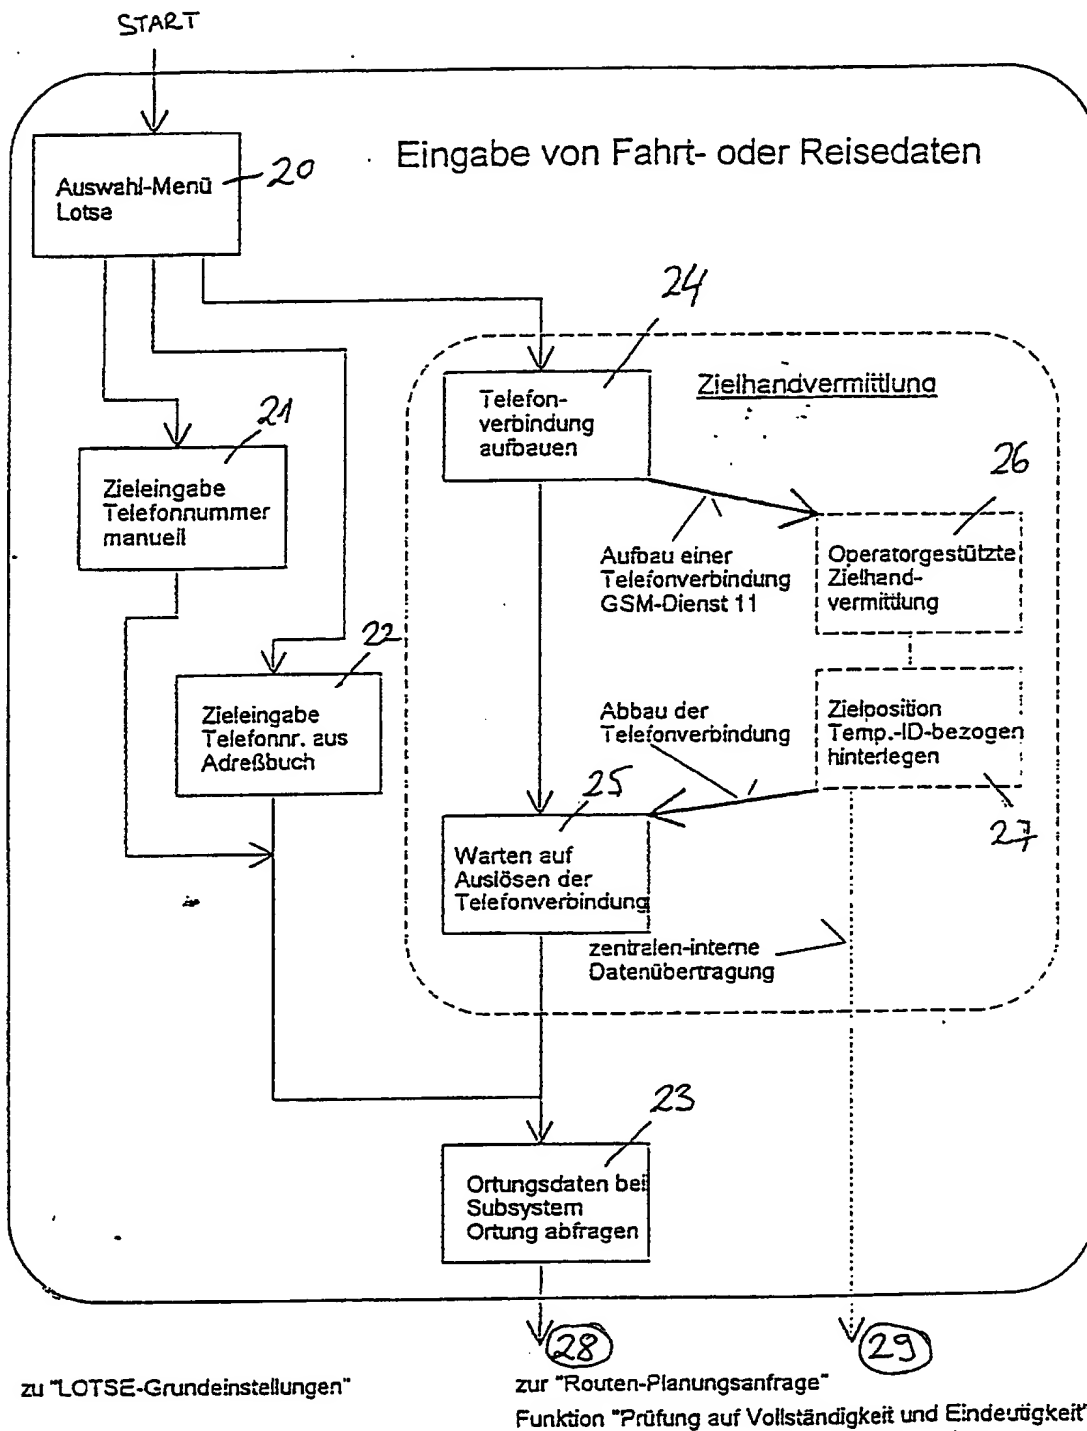 START
Eingabe von Fahrt- oder Reisedaten
Auswahl-Menü
Lotse
20
24
Telefon-
verbindung
aufbauen
Zielhandvermittlung
21
Zieleingabe
Telefonnummer
manuell
26
Aufbau einer
Telefonverbindung
GSM-Dienst 11
Operatorgestützte
Zielhand-
vermittlung
22
Zieleingabe
Telefonnr. aus
Adreßbuch
Abbau der
Telefonverbindung
Zielposition
Temp.-ID-bezogen
hinterlegen
25
27
Warten auf
Auslösen der
Telefonverbindung
zentralen-interne
Datenübertragung
23
Ortungsdaten bei
Subsystem
Ortung abfragen
28
29
zu "LOTSE-Grundeinstellungen"
zur "Routen-Planungsanfrage"
Funktion "Prüfung auf Vollständigkeit und Eindeutigkeit"